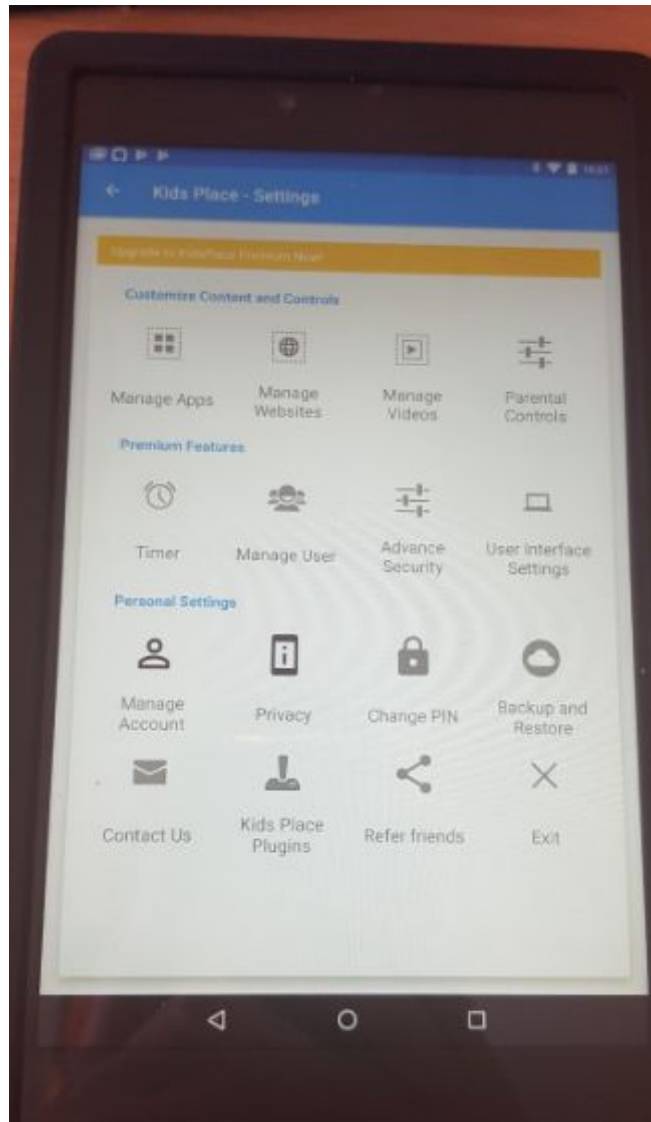 Kids Place - Settings
Upgrade to Kids Place Premium Now!
Customize Content and Controls
Manage Apps
Manage
Websites
Manage
Videos
Parental
Controls
Premium Features
Timer
Manage User
Advance
Security
User Interface
Settings
Personal Settings
Manage
Account
Privacy
Change PIN
Backup and
Restore
Contact Us
Kids Place
Plugins
Refer friends
Exit